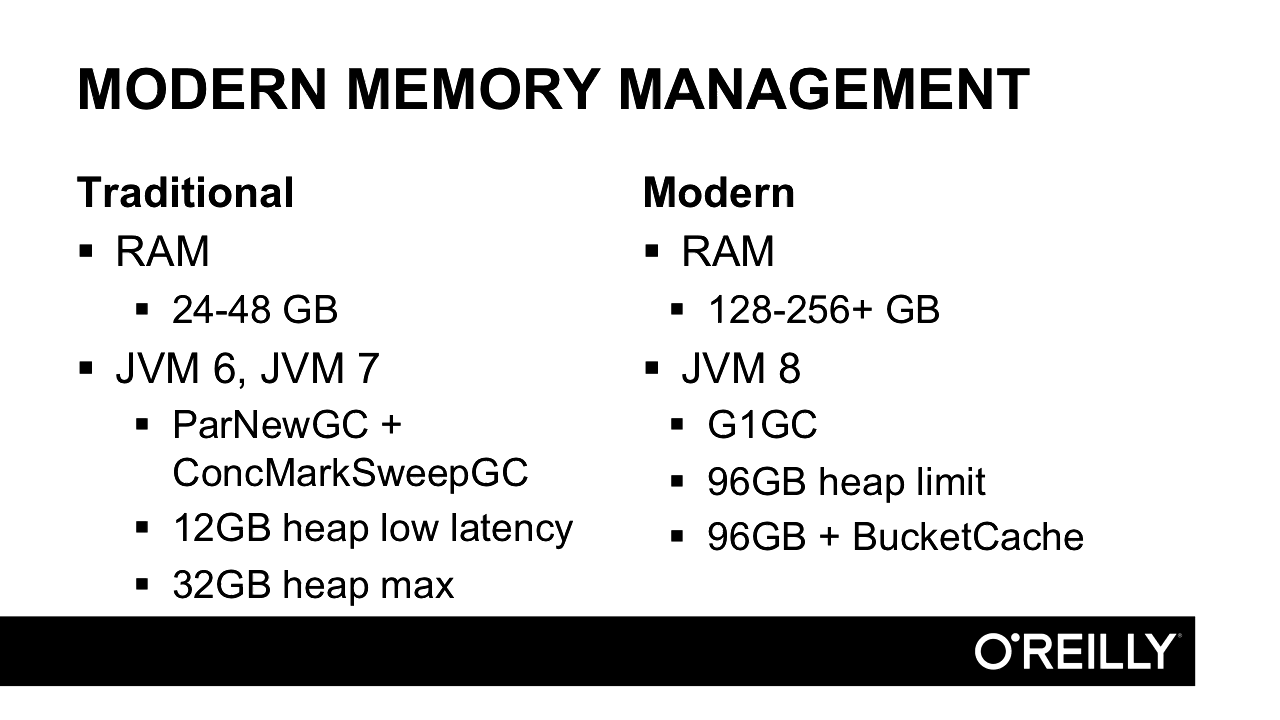 MODERN MEMORY MANAGEMENT
Traditional
▪ RAM
▪ 24-48 GB
▪ JVM 6, JVM 7
▪ ParNewGC +
ConcMarkSweepGC
▪ 12GB heap low latency
▪ 32GB heap max
Modern
▪ RAM
▪ 128-256+ GB
▪ JVM 8
▪ G1GC
▪ 96GB heap limit
▪ 96GB + BucketCache
O'REILLY®